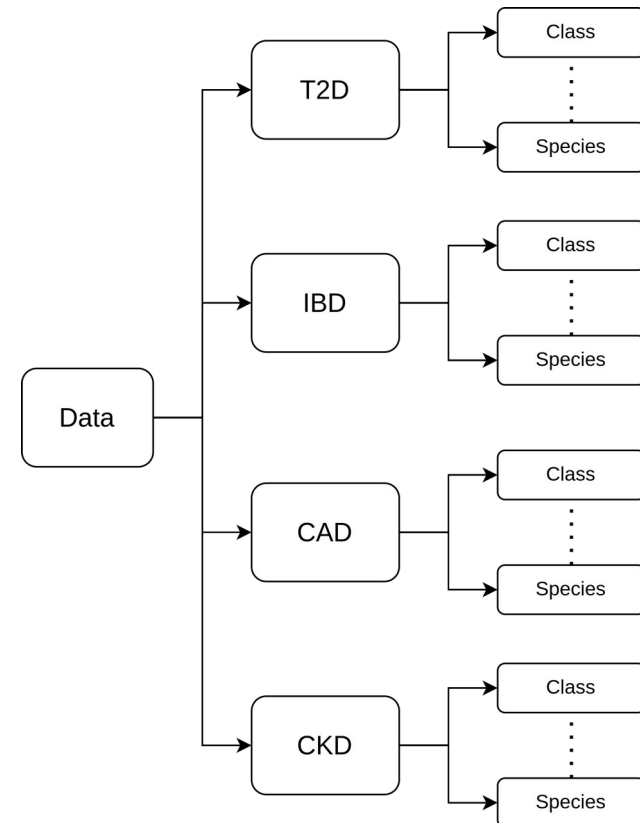 Data
T2D
Class
Species
IBD
Class
Species
CAD
Class
Species
CKD
Class
Species